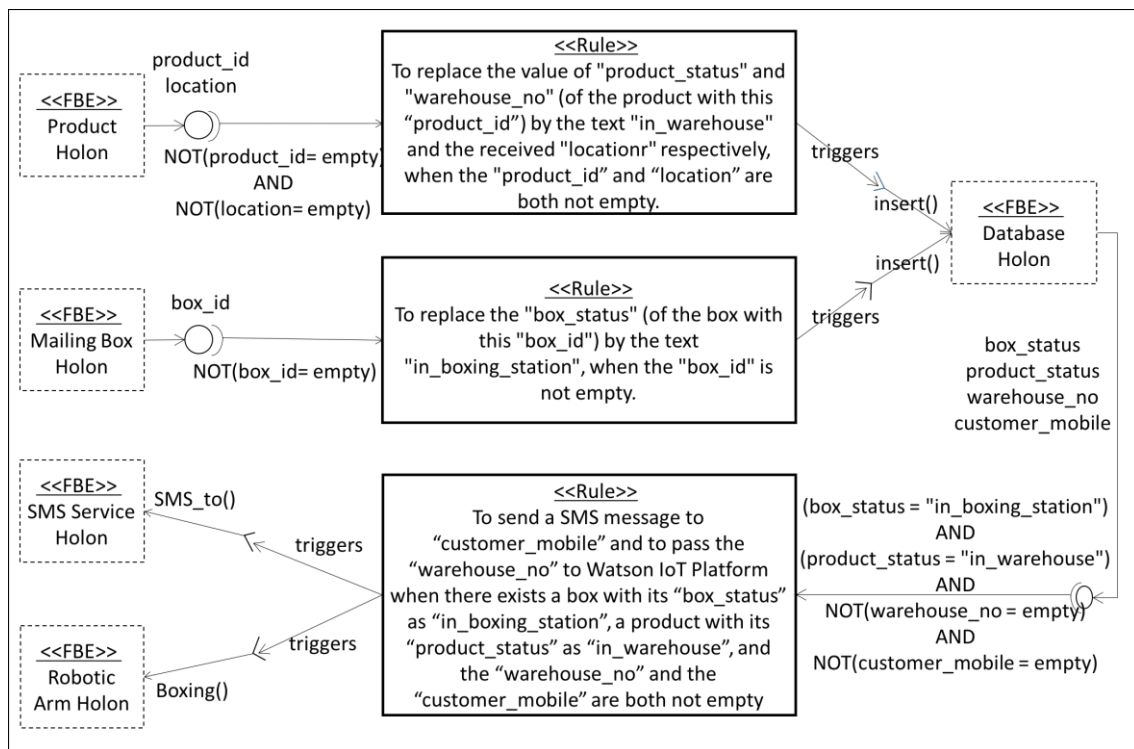 <<FBE>>
Product
Holon
product_id
location
NOT(product_id= empty)
AND
NOT(location= empty)
<<Rule>>
To replace the value of "product_status" and
"warehouse_no" (of the product with this
“product_id”) by the text "in_warehouse"
and the received "locationr" respectively,
when the "product_id” and “location” are
both not empty.
triggers
insert()
<<FBE>>
Database
Holon
<<FBE>>
Mailing Box
Holon
box_id
NOT(box_id= empty)
<<Rule>>
To replace the "box_status" (of the box with
this "box_id") by the text
"in_boxing_station", when the "box_id" is
not empty.
insert()
triggers
box_status
product_status
warehouse_no
customer_mobile
<<FBE>>
SMS Service
Holon
SMS_to()
triggers
<<FBE>>
Robotic
Arm Holon
Boxing()
triggers
<<Rule>>
To send a SMS message to
“customer_mobile” and to pass the
“warehouse_no” to Watson IoT Platform
when there exists a box with its “box_status”
as “in_boxing_station”, a product with its
“product_status” as “in_warehouse”, and
the “warehouse_no” and the
“customer_mobile” are both not empty
(box_status = "in_boxing_station")
AND
(product_status = "in_warehouse")
AND
NOT(warehouse_no = empty)
AND
NOT(customer_mobile = empty)